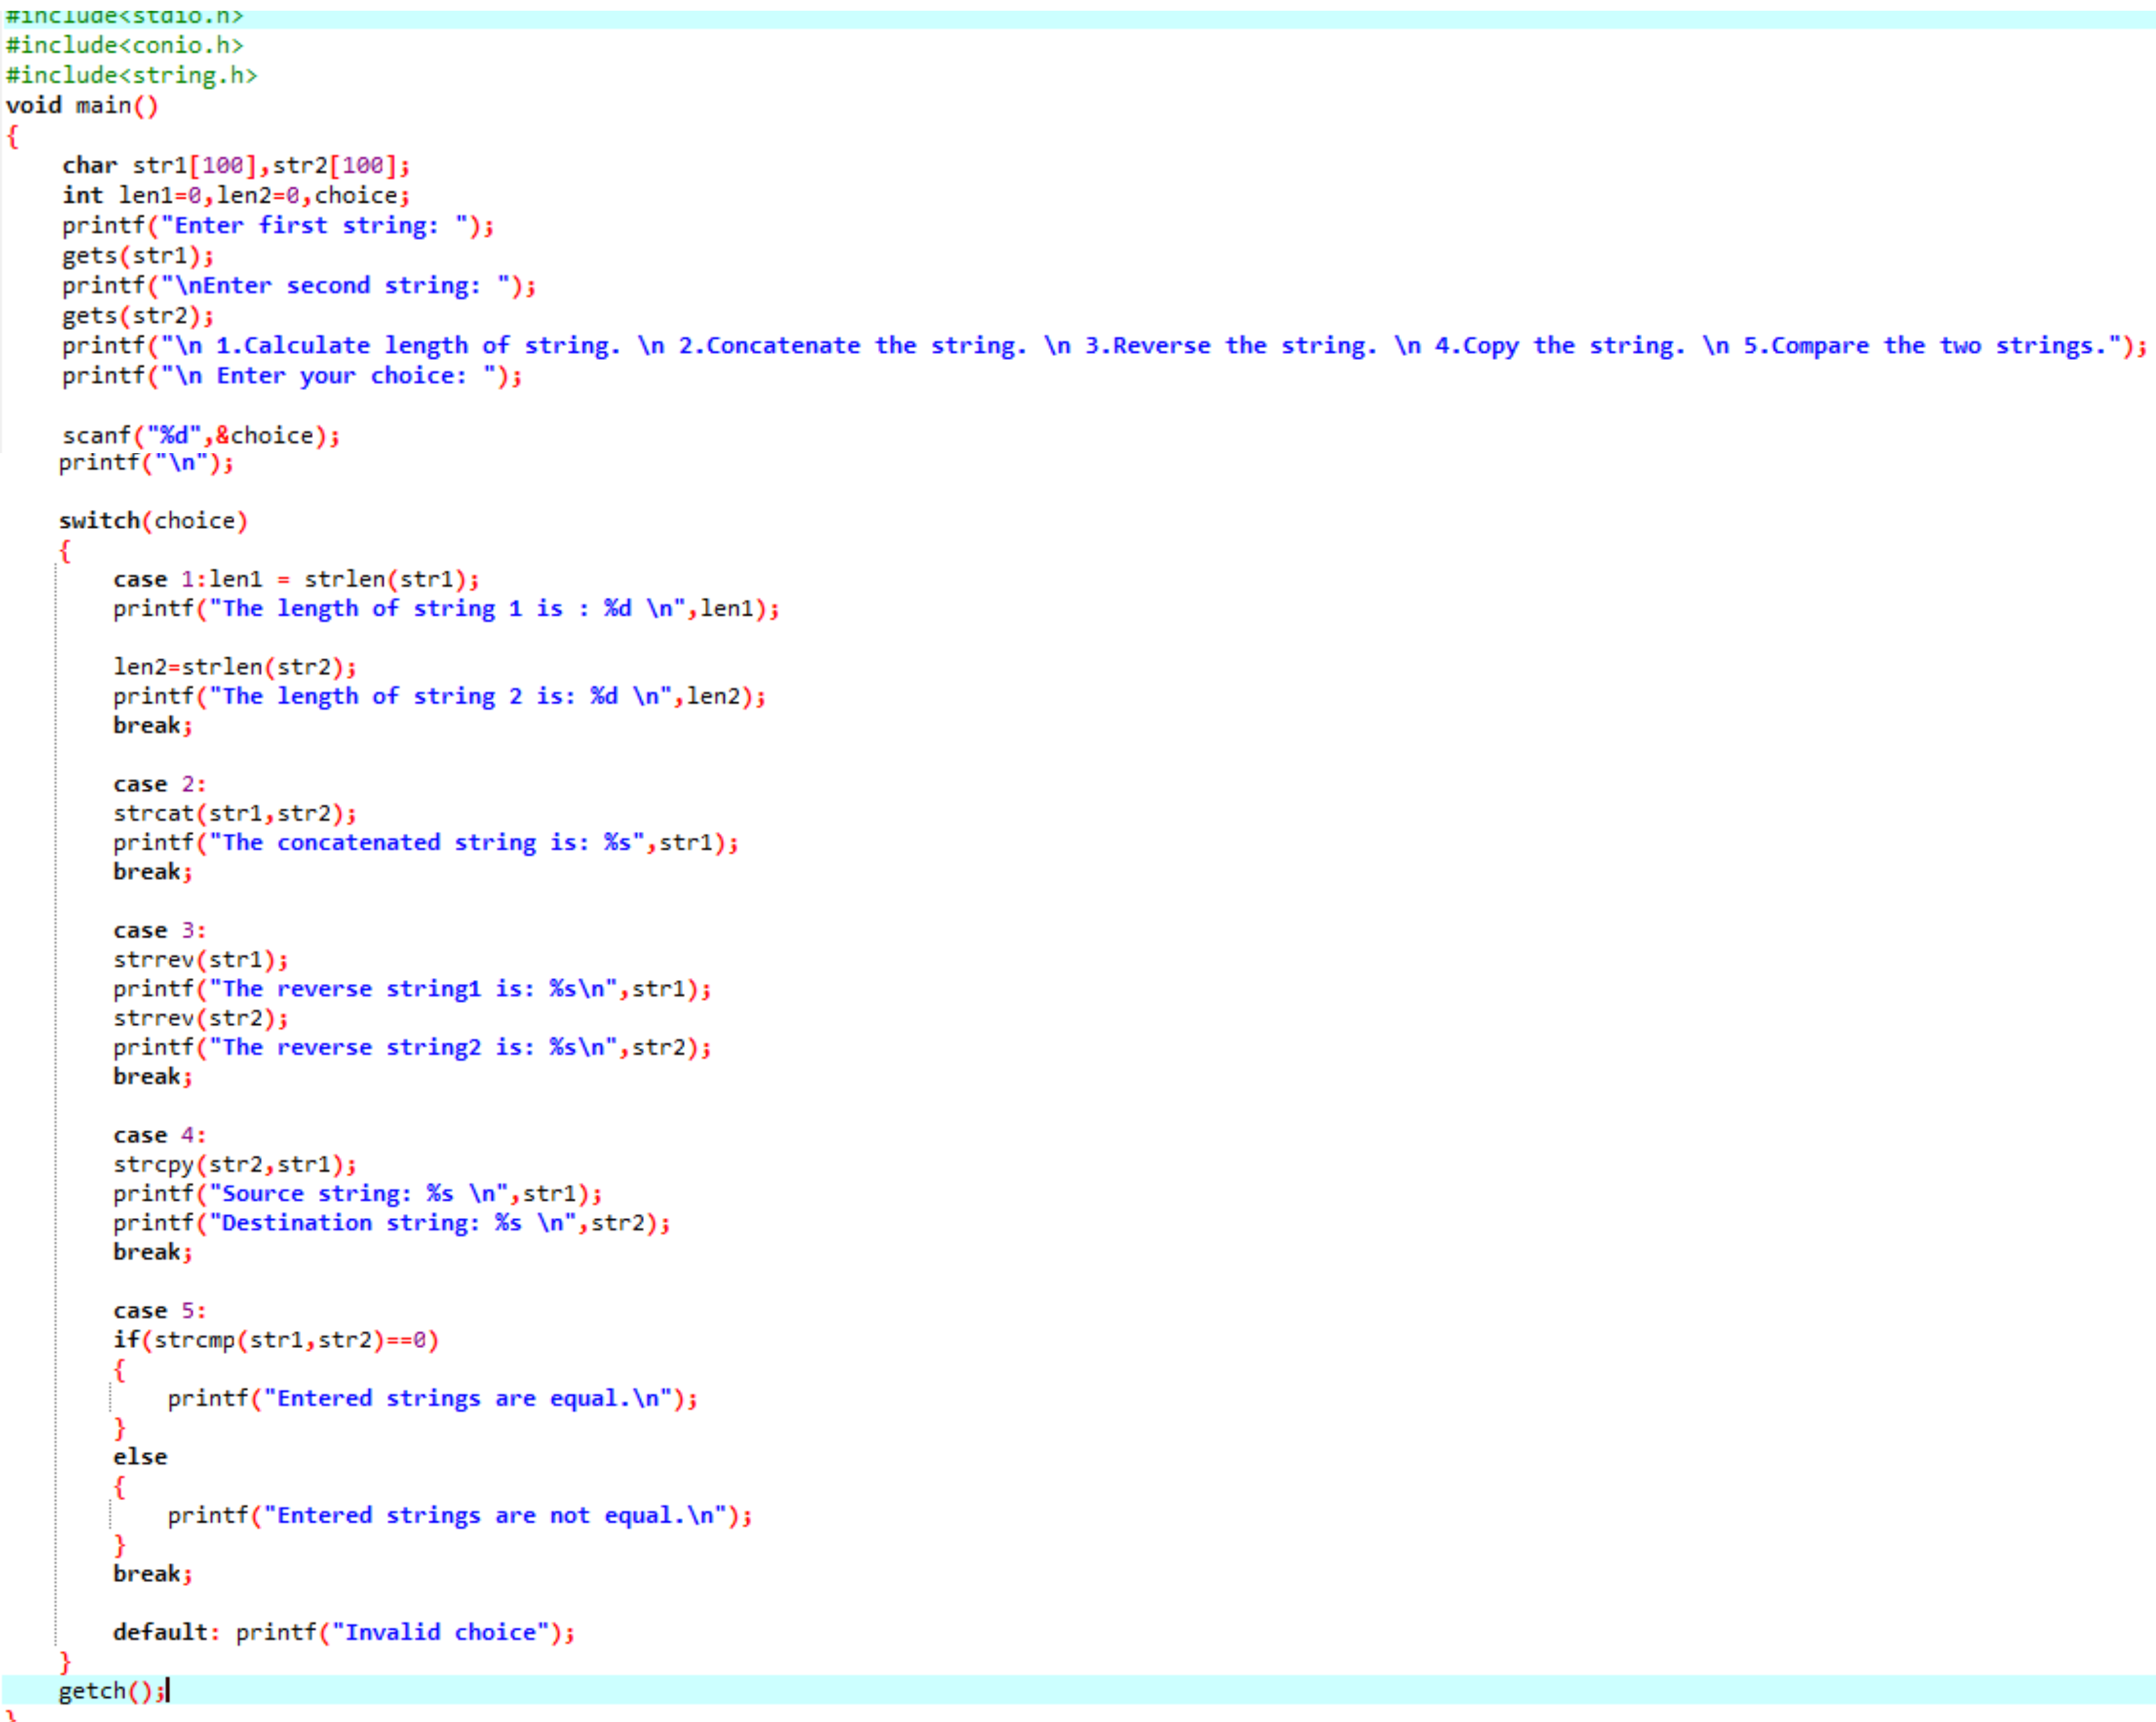 #include<stdio.h>
#include<conio.h>
#include<string.h>
void main()
{
    char str1[100],str2[100];
    int len1=0,len2=0,choice;
    printf("Enter first string: ");
    gets(str1);
    printf("\nEnter second string: ");
    gets(str2);
    printf("\n 1.Calculate length of string. \n 2.Concatenate the string. \n 3.Reverse the string. \n 4.Copy the string. \n 5.Compare the two strings.");
    printf("\n Enter your choice: ");

    scanf("%d",&choice);
    printf("\n");

    switch(choice)
    {
        case 1:len1 = strlen(str1);
        printf("The length of string 1 is : %d \n",len1);

        len2=strlen(str2);
        printf("The length of string 2 is: %d \n",len2);
        break;

        case 2:
        strcat(str1,str2);
        printf("The concatenated string is: %s",str1);
        break;

        case 3:
        strrev(str1);
        printf("The reverse string1 is: %s\n",str1);
        strrev(str2);
        printf("The reverse string2 is: %s\n",str2);
        break;

        case 4:
        strcpy(str2,str1);
        printf("Source string: %s \n",str1);
        printf("Destination string: %s \n",str2);
        break;

        case 5:
        if(strcmp(str1,str2)==0)
        {
            printf("Entered strings are equal.\n");
        }
        else
        {
            printf("Entered strings are not equal.\n");
        }
        break;

        default: printf("Invalid choice");
    }
    getch();
}